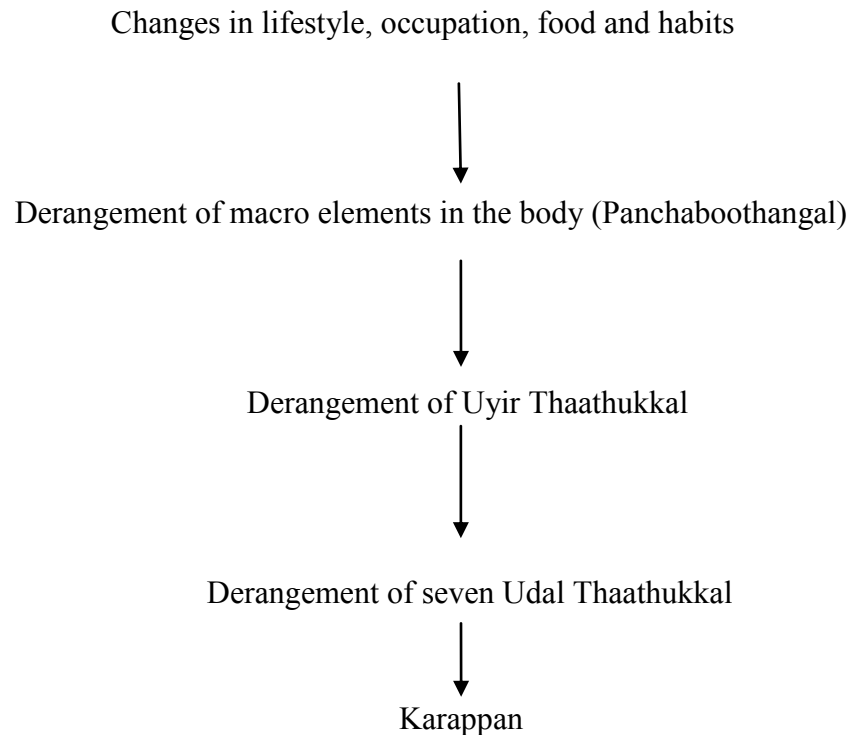 Changes in lifestyle, occupation, food and habits
Derangement of macro elements in the body (Panchaboothangal)
Derangement of Uyir Thaathukkal
Derangement of seven Udal Thaathukkal
Karappan